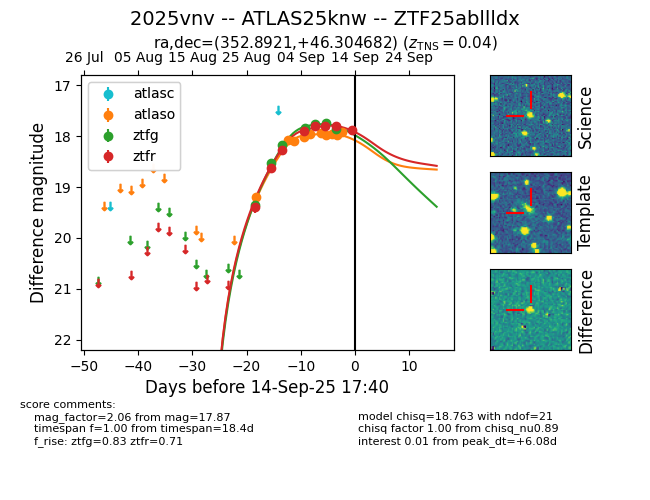 2025vnv -- ATLAS25knw -- ZTF25abllldx
ra,dec=(352.8921,+46.304682) (z_TNS = 0.04)
26 Jul 05 Aug 15 Aug 25 Aug 04 Sep 14 Sep 24 Sep
atlasc
atlaso
ztfg
ztfr
17
18
19
20
21
22
Difference magnitude
−50 −40 −30 −20 −10 0 10
Days before 14-Sep-25 17:40
Science
Template
Difference
score comments:
mag_factor=2.06 from mag=17.87
timespan f=1.00 from timespan=18.4d
f_rise: ztfg=0.83 ztfr=0.71
model chisq=18.763 with ndof=21
chisq factor 1.00 from chisq_nu0.89
interest 0.01 from peak_dt=+6.08d